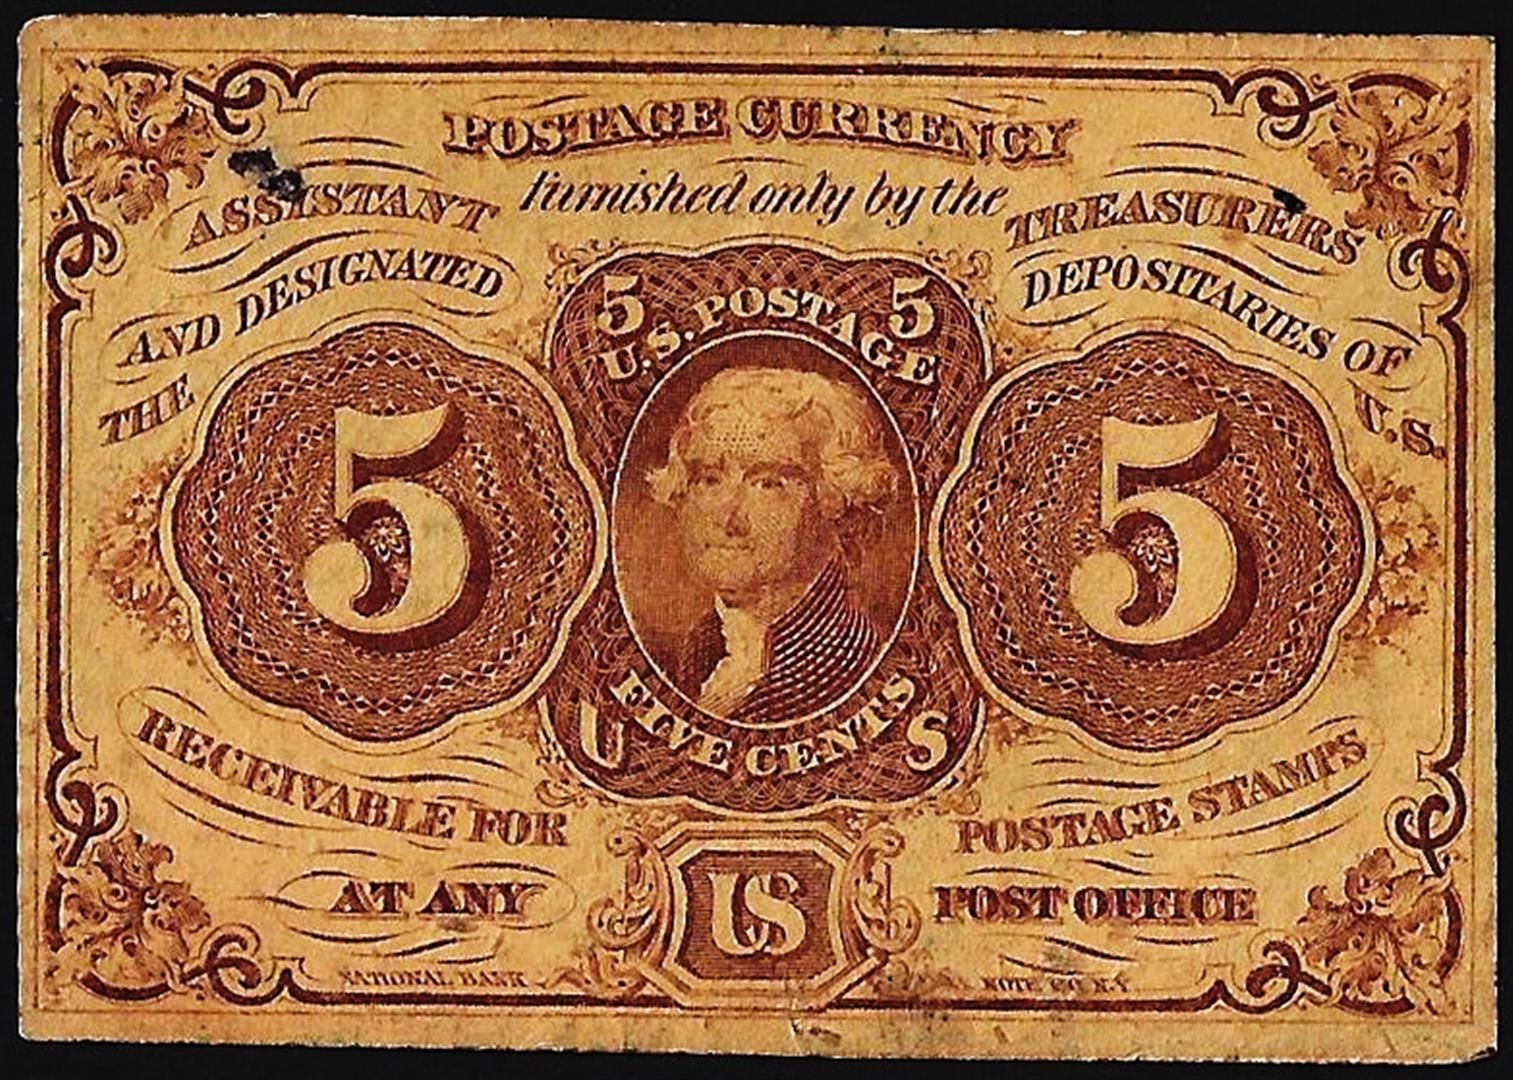 POSTAGE CURRENCY
furnished only by the
THE
ASSISTANT TREASURERS
AND DESIGNATED DEPOSITARIES OF
U.S.
5 5
U.S. POSTAGE
5 5
FIVE CENTS
U S
RECEIVABLE FOR POSTAGE STAMPS
AT ANY POST OFFICE
US
NATIONAL BANK NOTE CO. N.Y.